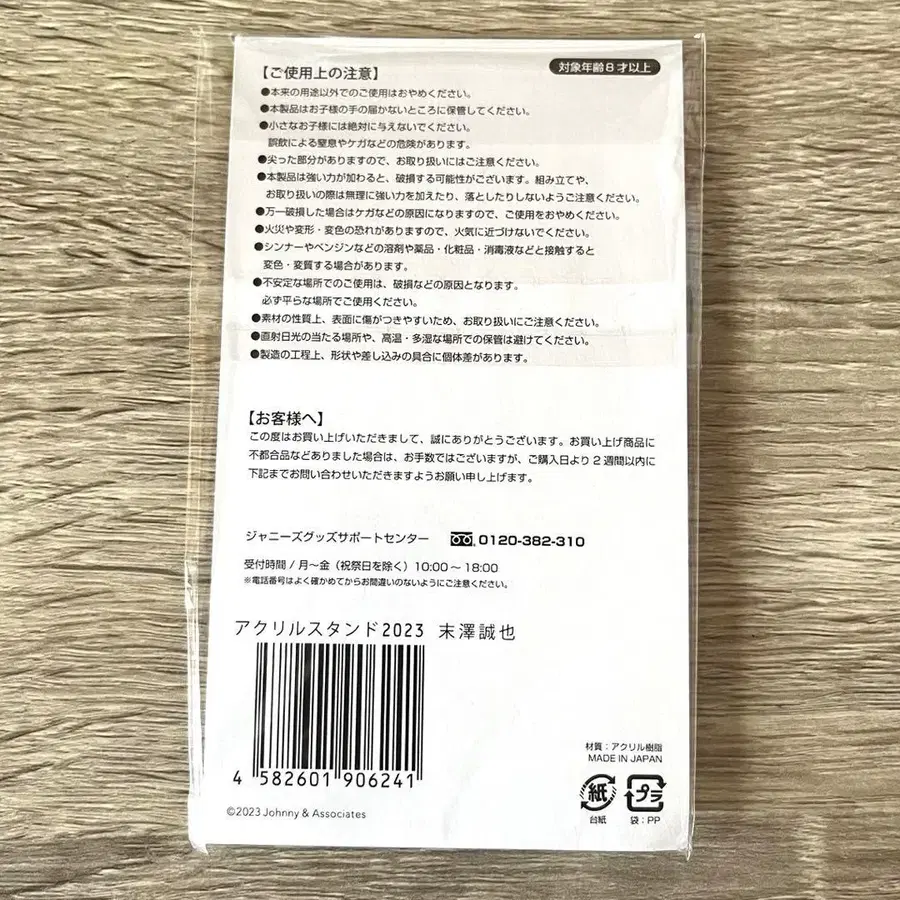 【ご使用上の注意】
対象年齢8才以上
●本来の用途以外でのご使用はおやめください。
●本製品はお子様の手の届かないところに保管してください。
●小さなお子様には絶対に与えないでください。
誤飲による窒息やケガなどの危険があります。
●尖った部分がありますので、お取り扱いにはご注意ください。
●本製品は強い力が加わると、破損する可能性がございます。組み立てや、
お取り扱いの際は無理に強い力を加えたり、落としたりしないようご注意ください。
●万一破損した場合はケガなどの原因になりますので、ご使用をおやめください。
●火災や変形・変色の恐れがありますので、火気に近づけないでください。
●シンナーやベンジンなどの溶剤や薬品・化粧品・消毒液などと接触すると
変色・変質する場合があります。
●不安定な場所でのご使用は、破損などの原因となります。
必ず平らな場所でご使用ください。
●素材の性質上、表面に傷がつきやすいため、お取り扱いにご注意ください。
●直射日光の当たる場所や、高温・多湿な場所での保管は避けてください。
●製造の工程上、形状や差し込みの具合に個体差があります。
【お客様へ】
この度はお買い上げいただきまして、誠にありがとうございます。お買い上げ商品に
不都合品などありました場合は、お手数ではございますが、ご購入日より2週間以内に
下記までお問い合わせいただきますようお願い申し上げます。
ジャニーズグッズサポートセンター 0120-382-310
受付時間/月〜金(祝祭日を除く)10:00〜18:00
※電話番号はよく確かめてからお間違いのないようにご注意ください。
アクリルスタンド2023 末澤誠也
4 582601 906241
材質：アクリル樹脂
MADE IN JAPAN
紙 プラ
台紙 袋：PP
©2023 Johnny & Associates